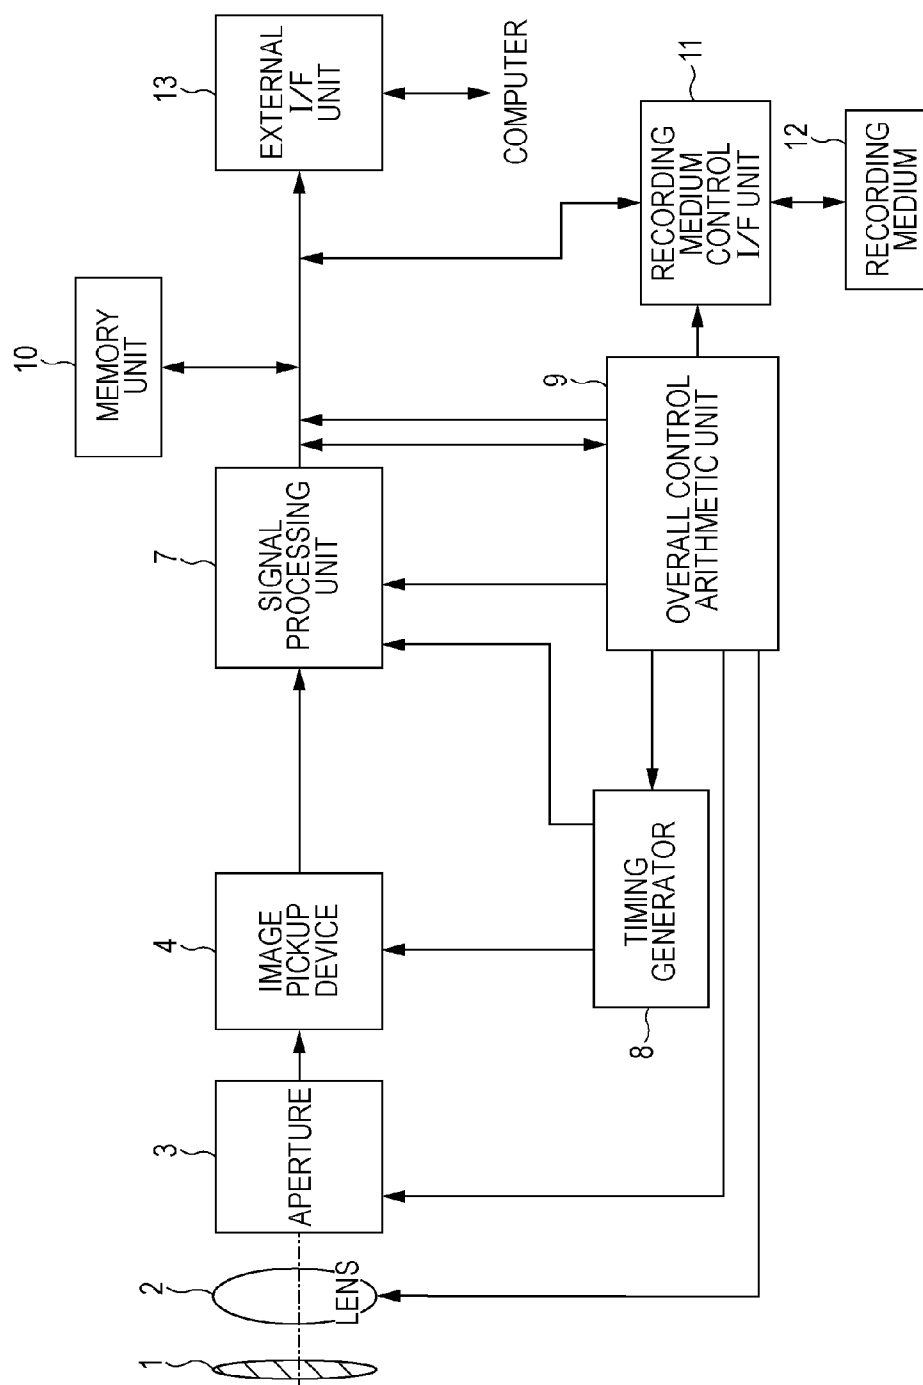 1
2
LENS
3
APERTURE
4
IMAGE
PICKUP
DEVICE
7
SIGNAL
PROCESSING
UNIT
10
MEMORY
UNIT
13
EXTERNAL
I/F
UNIT
COMPUTER
8
TIMING
GENERATOR
9
OVERALL CONTROL
ARITHMETIC UNIT
11
RECORDING
MEDIUM
CONTROL
I/F UNIT
12
RECORDING
MEDIUM